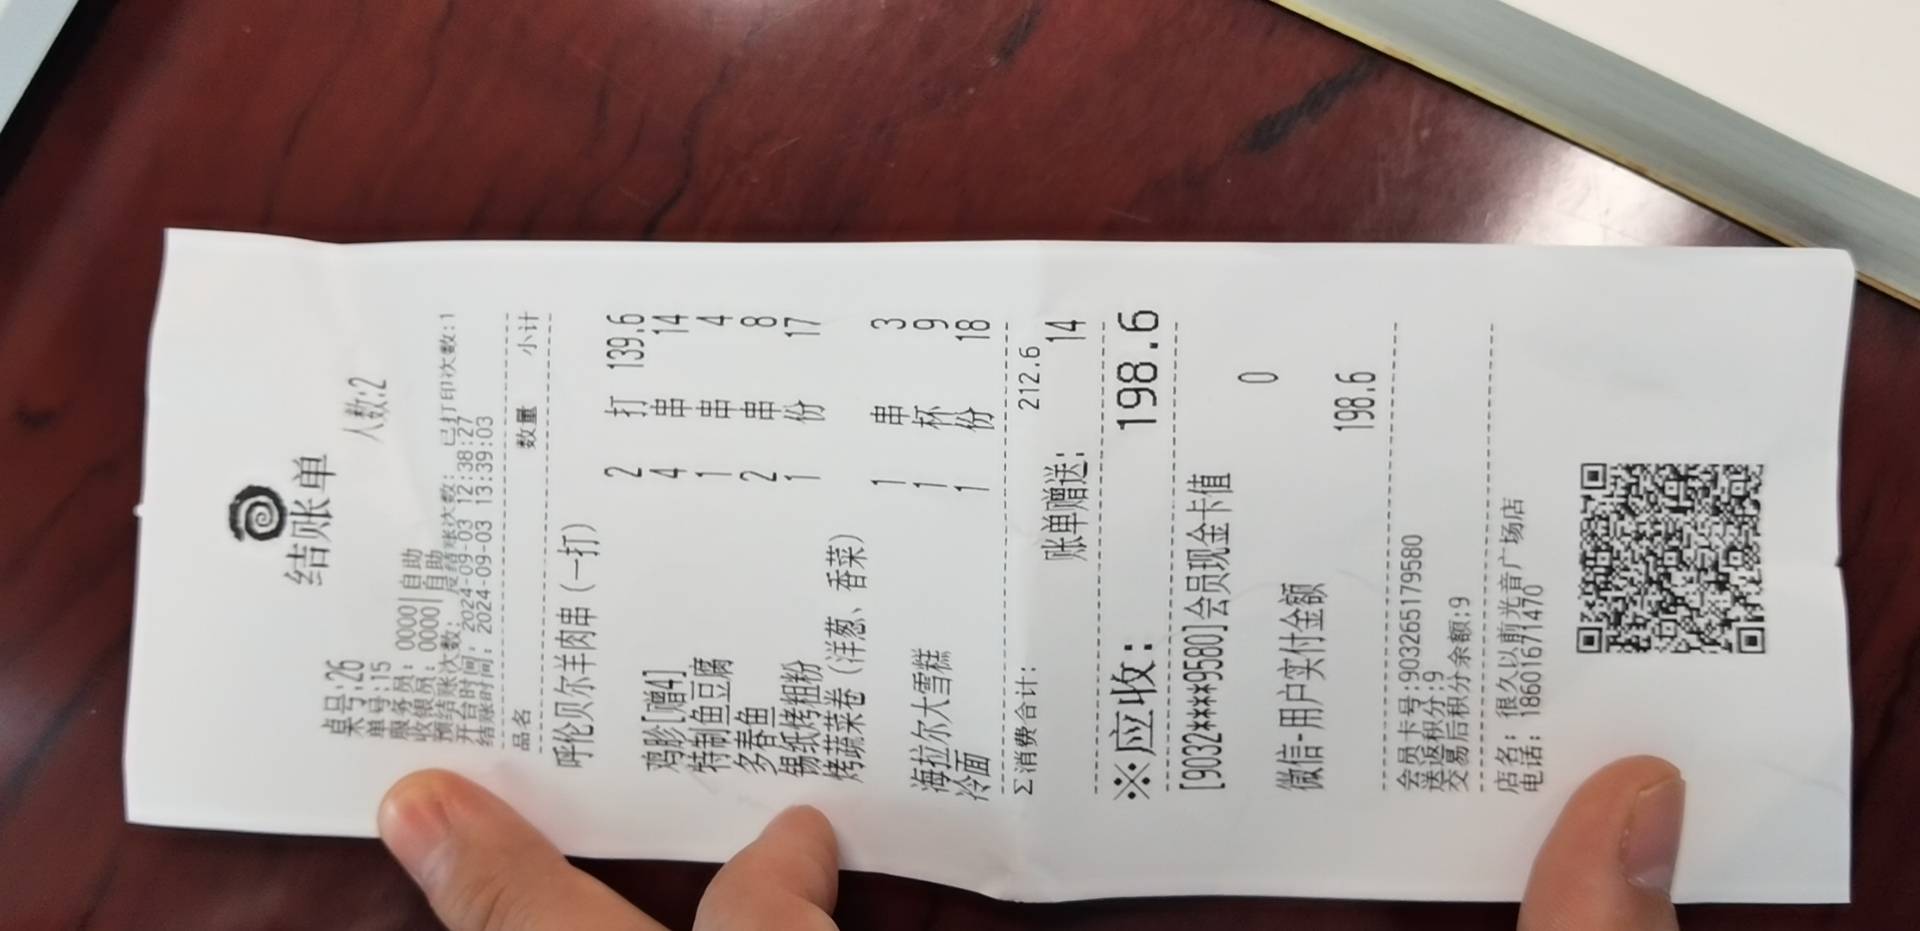 结账单
桌号:26 人数:2
单号:15
服务员: 0000|自助
收银员: 0000|自助
预结账次数: 反结账次数: 已打印次数:1
开台时间: 2024-09-03 12:38:27
结账时间: 2024-09-03 13:39:03
品名 数量 小计
呼伦贝尔羊肉串(一打)
2 打 139.6
鸡胗[赠4] 4 串 14
特制鱼豆腐 1 串 4
多春鱼 2 串 8
锡纸烤粗粉 1 份 17
烤蔬菜卷(洋葱、香菜)
1 串 3
海拉尔大雪糕 1 杯 9
冷面 1 份 18
Σ消费合计: 212.6
账单赠送: 14
※应收: 198.6
[9032****9580]会员现金卡值
0
微信-用户实付金额
198.6
会员卡号:9032655179580
送返积分:9
交易后积分余额:9
店名: 很久以前光音广场店
电话: 18601671470